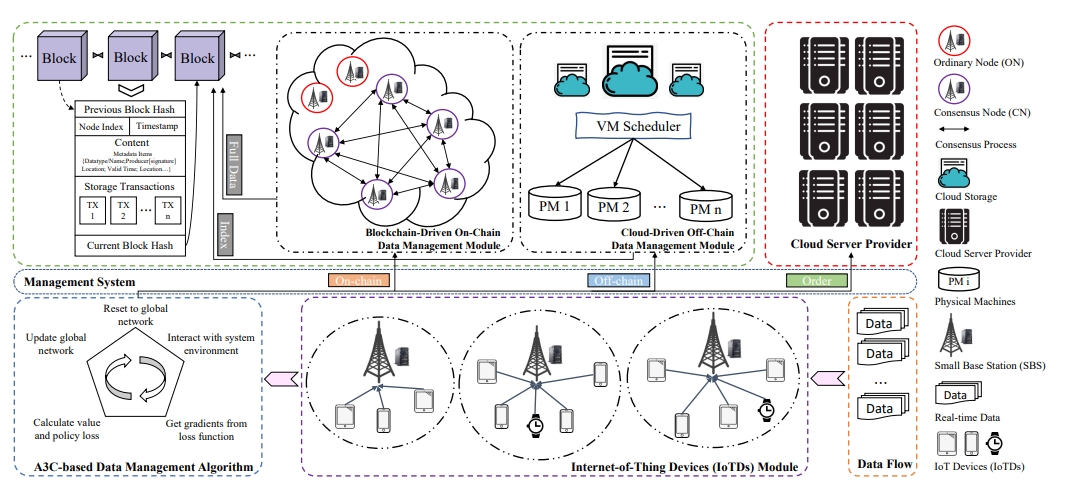 ...
Block
Block
Block
...
Previous Block Hash
Node Index
Timestamp
Content
Metadata Items
{Datatype/Name;Producer[signature]
Location; Valid Time; Location…]
Storage Transactions
TX
1
TX
2
...
TX
n
Current Block Hash
Full Data
Index
Blockchain-Driven On-Chain
Data Management Module
VM Scheduler
PM 1
PM 2
...
PM n
Cloud-Driven Off-Chain
Data Management Module
Cloud Server Provider
Management System
On-chain
Off-chain
Order
Reset to global
network
Update global
network
Interact with system
environment
Calculate value
and policy loss
Get gradients from
loss function
A3C-based Data Management Algorithm
Internet-of-Thing Devices (IoTDs) Module
Data
Data
...
Data
Data Flow
Ordinary Node (ON)
Consensus Node (CN)
Consensus Process
Cloud Storage
Cloud Server Provider
PM i
Physical Machines
Small Base Station (SBS)
Data
Real-time Data
IoT Devices (IoTDs)